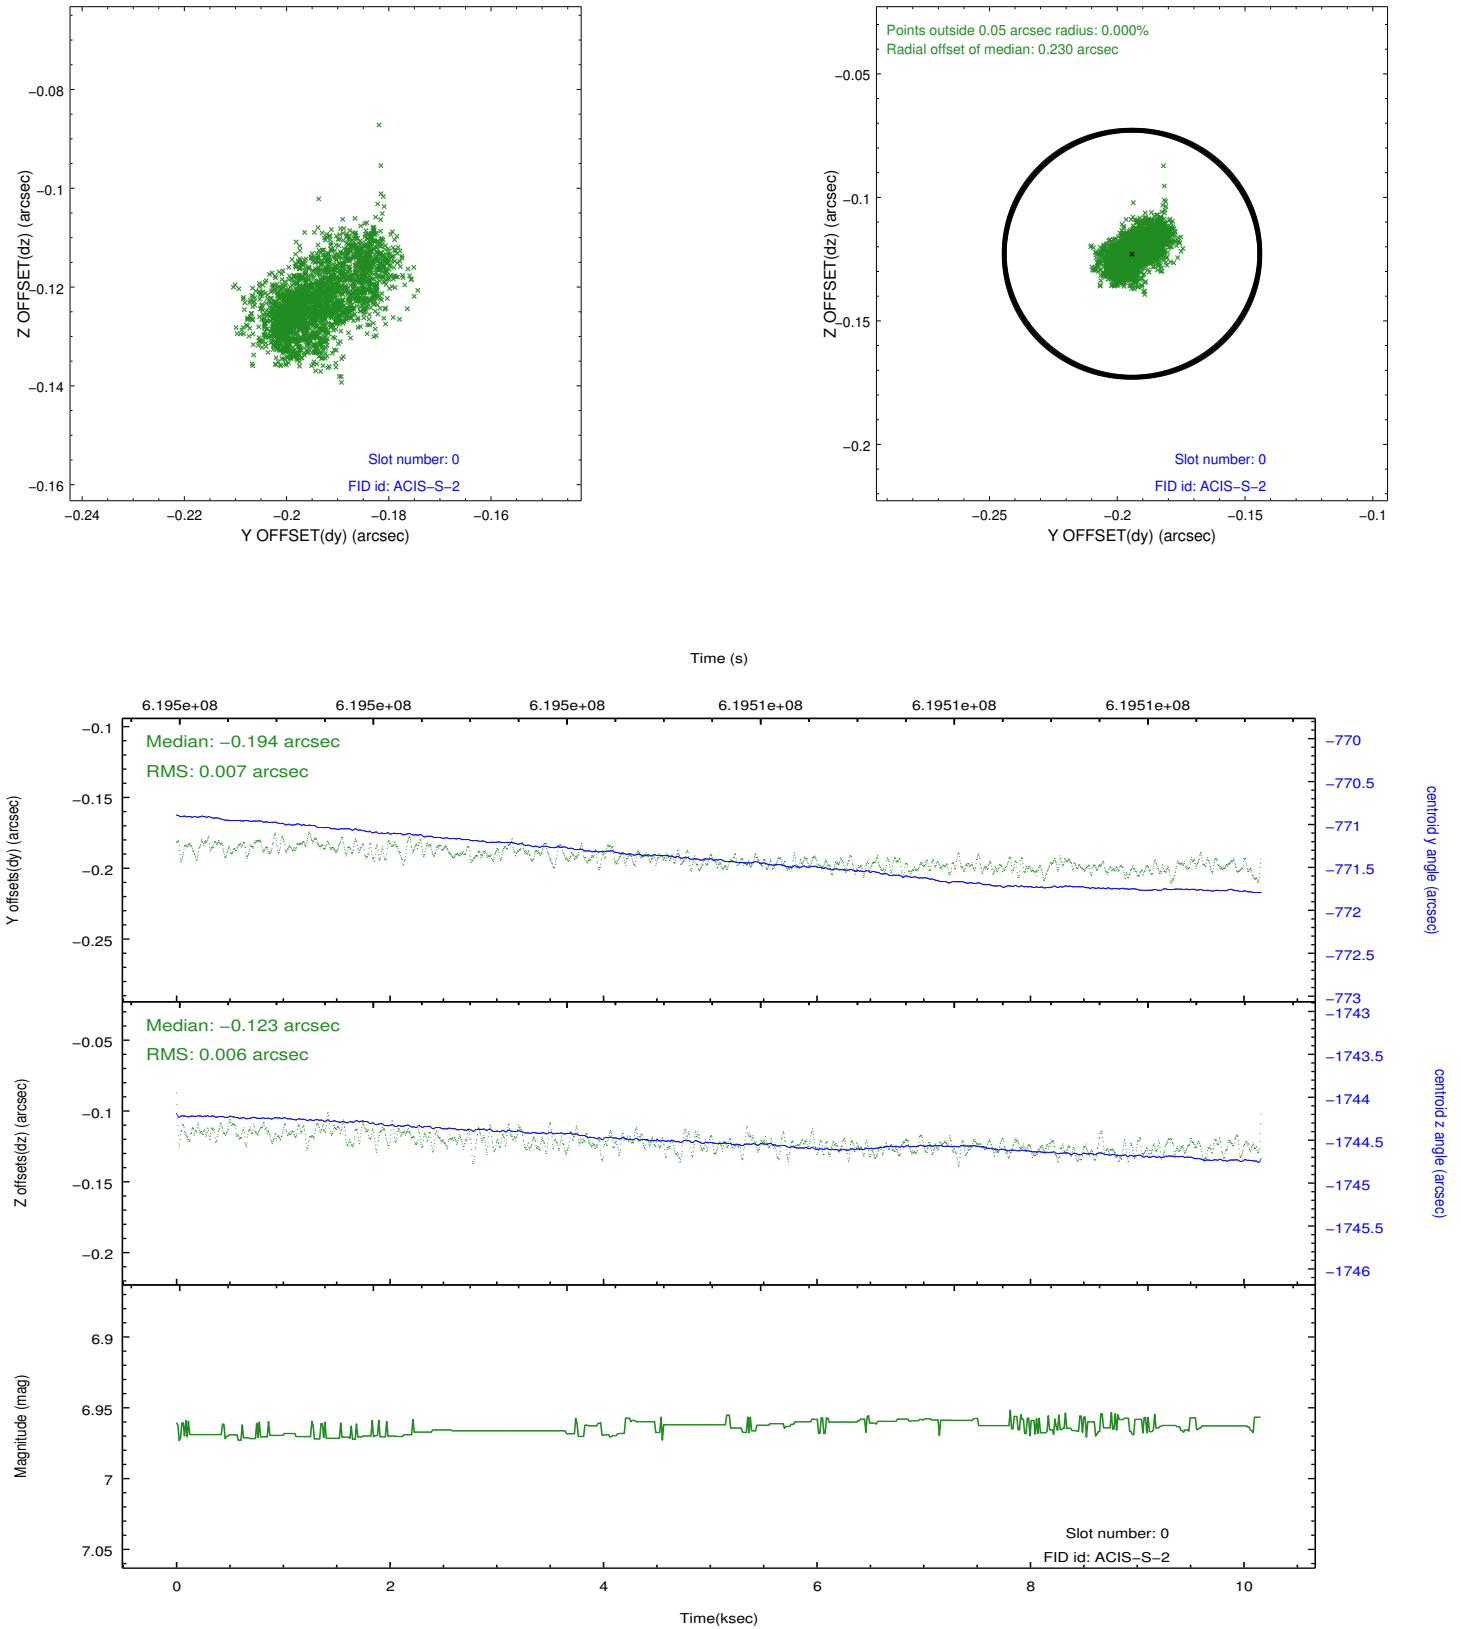 −0.08
−0.1
−0.12
−0.14
−0.16
Z OFFSET(dz) (arcsec)
Slot number: 0
FID id: ACIS−S−2
−0.24
−0.22
−0.2
−0.18
−0.16
Y OFFSET(dy) (arcsec)
Points outside 0.05 arcsec radius: 0.000%
Radial offset of median: 0.230 arcsec
−0.05
−0.1
−0.15
−0.2
Z OFFSET(dz) (arcsec)
Slot number: 0
FID id: ACIS−S−2
−0.25
−0.2
−0.15
−0.1
Y OFFSET(dy) (arcsec)
Time (s)
6.195e+08
6.195e+08
6.195e+08
6.1951e+08
6.1951e+08
6.1951e+08
Median: −0.194 arcsec
RMS: 0.007 arcsec
−0.1
−0.15
−0.2
−0.25
Y offsets(dy) (arcsec)
−770
−770.5
−771
−771.5
−772
−772.5
−773
centroid y angle (arcsec)
Median: −0.123 arcsec
RMS: 0.006 arcsec
−0.05
−0.1
−0.15
−0.2
Z offsets(dz) (arcsec)
−1743
−1743.5
−1744
−1744.5
−1745
−1745.5
−1746
centroid z angle (arcsec)
6.9
6.95
7
7.05
Magnitude (mag)
Slot number: 0
FID id: ACIS−S−2
0
2
4
6
8
10
Time(ksec)